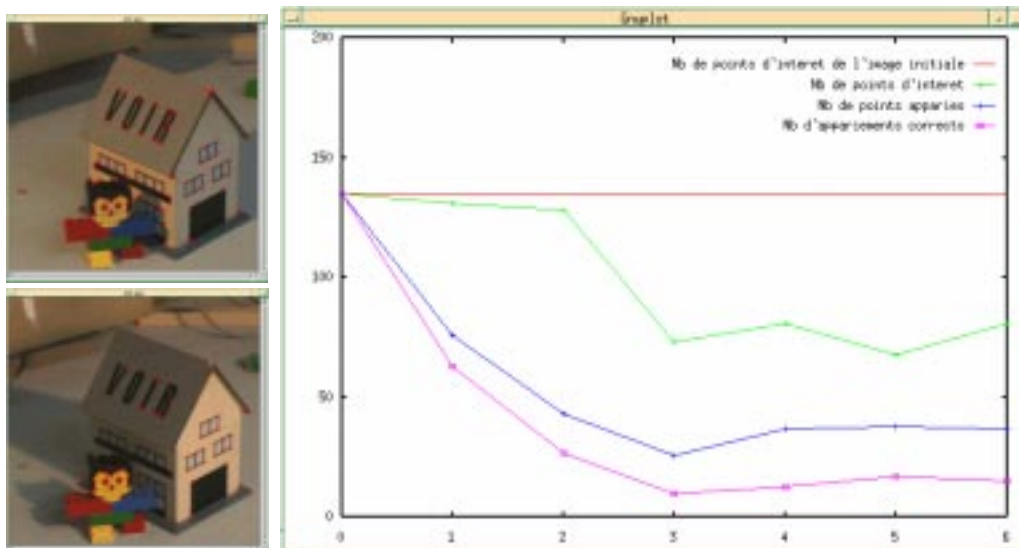 VOIR
VOIR
Gnuplot
Nb de points d'interet de l'image initiale
Nb de points d'interet
Nb de points apparies
Nb d'appariements corrects
200
150
100
50
0
0 1 2 3 4 5 6